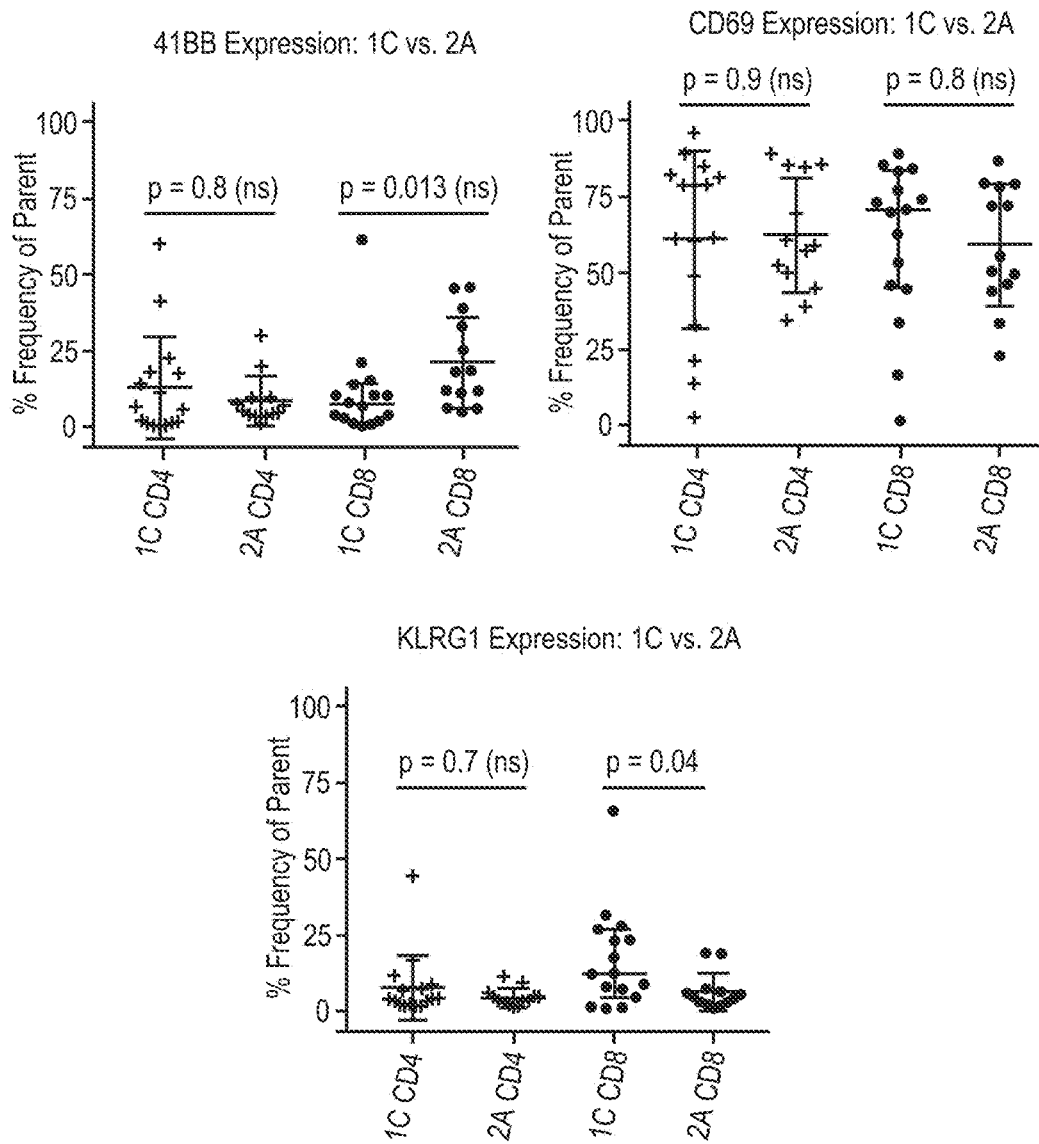 41BB Expression: 1C vs. 2A
% Frequency of Parent
100
75
50
25
0
p = 0.8 (ns)
p = 0.013 (ns)
1C CD4
2A CD4
1C CD8
2A CD8
CD69 Expression: 1C vs. 2A
% Frequency of Parent
100
75
50
25
0
p = 0.9 (ns)
p = 0.8 (ns)
1C CD4
2A CD4
1C CD8
2A CD8
KLRG1 Expression: 1C vs. 2A
% Frequency of Parent
100
75
50
25
0
p = 0.7 (ns)
p = 0.04
1C CD4
2A CD4
1C CD8
2A CD8